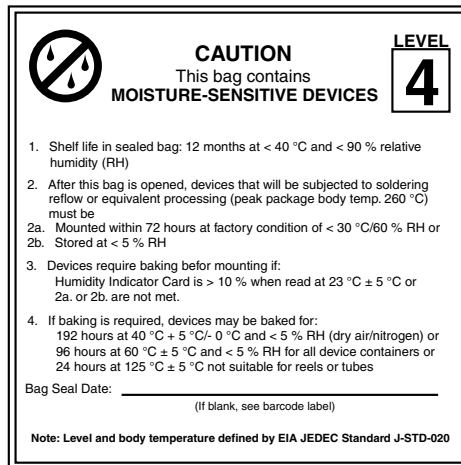 LEVEL
4
CAUTION
This bag contains
MOISTURE-SENSITIVE DEVICES
1. Shelf life in sealed bag: 12 months at < 40 °C and < 90 % relative
humidity (RH)
2. After this bag is opened, devices that will be subjected to soldering
reflow or equivalent processing (peak package body temp. 260 °C)
must be
2a. Mounted within 72 hours at factory condition of < 30 °C/60 % RH or
2b. Stored at < 5 % RH
3. Devices require baking befor mounting if:
Humidity Indicator Card is > 10 % when read at 23 °C ± 5 °C or
2a. or 2b. are not met.
4. If baking is required, devices may be baked for:
192 hours at 40 °C + 5 °C/- 0 °C and < 5 % RH (dry air/nitrogen) or
96 hours at 60 °C ± 5 °C and < 5 % RH for all device containers or
24 hours at 125 °C ± 5 °C not suitable for reels or tubes
Bag Seal Date:
(If blank, see barcode label)
Note: Level and body temperature defined by EIA JEDEC Standard J-STD-020